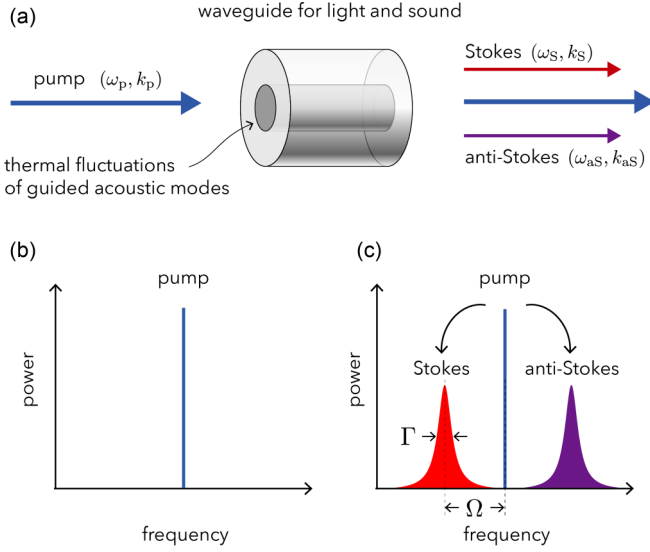 (a)
waveguide for light and sound
pump (ωp, kp)
Stokes (ωS, kS)
anti-Stokes (ωaS, kaS)
thermal fluctuations
of guided acoustic modes
(b)
pump
power
frequency
(c)
pump
Stokes
anti-Stokes
power
Γ
Ω
frequency